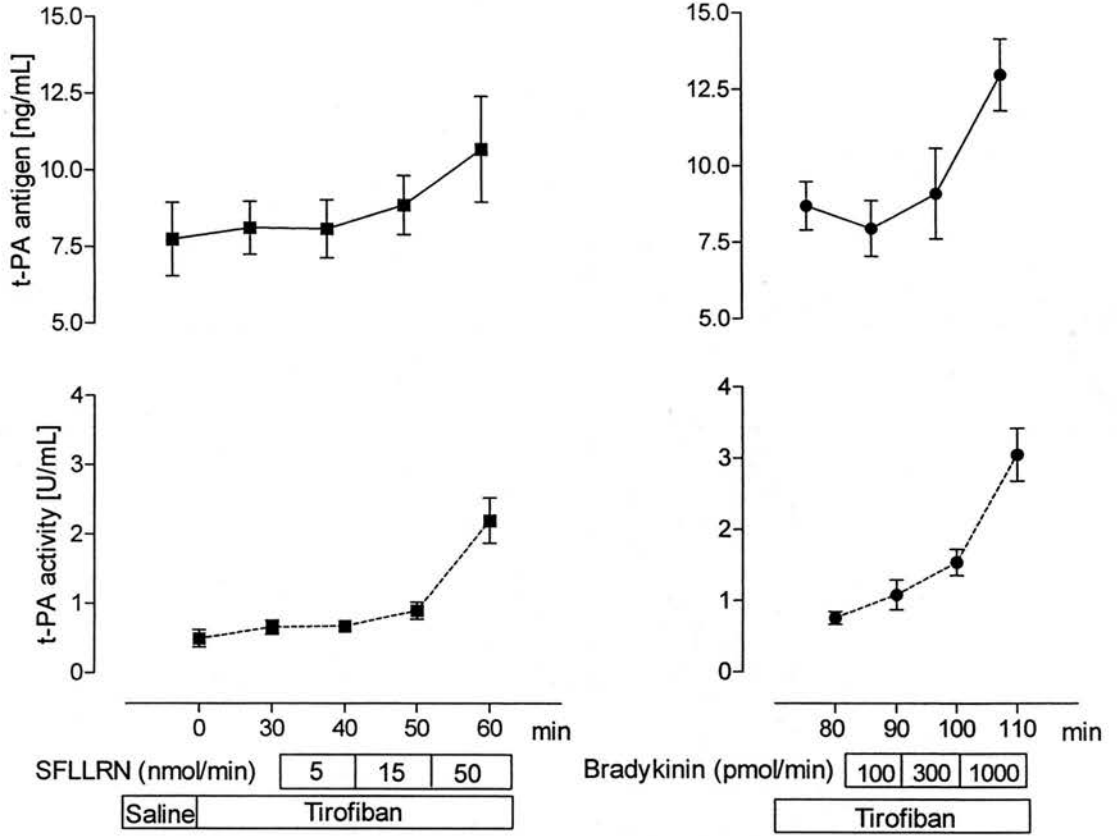 t-PA antigen [ng/mL]
15.0
12.5
10.0
7.5
5.0
15.0
12.5
10.0
7.5
5.0
t-PA activity [U/mL]
4
3
2
1
0
4
3
2
1
0
0 30 40 50 60 min
80 90 100 110 min
SFLLRN (nmol/min) 5 15 50
Bradykinin (pmol/min) 100 300 1000
Saline Tirofiban
Tirofiban